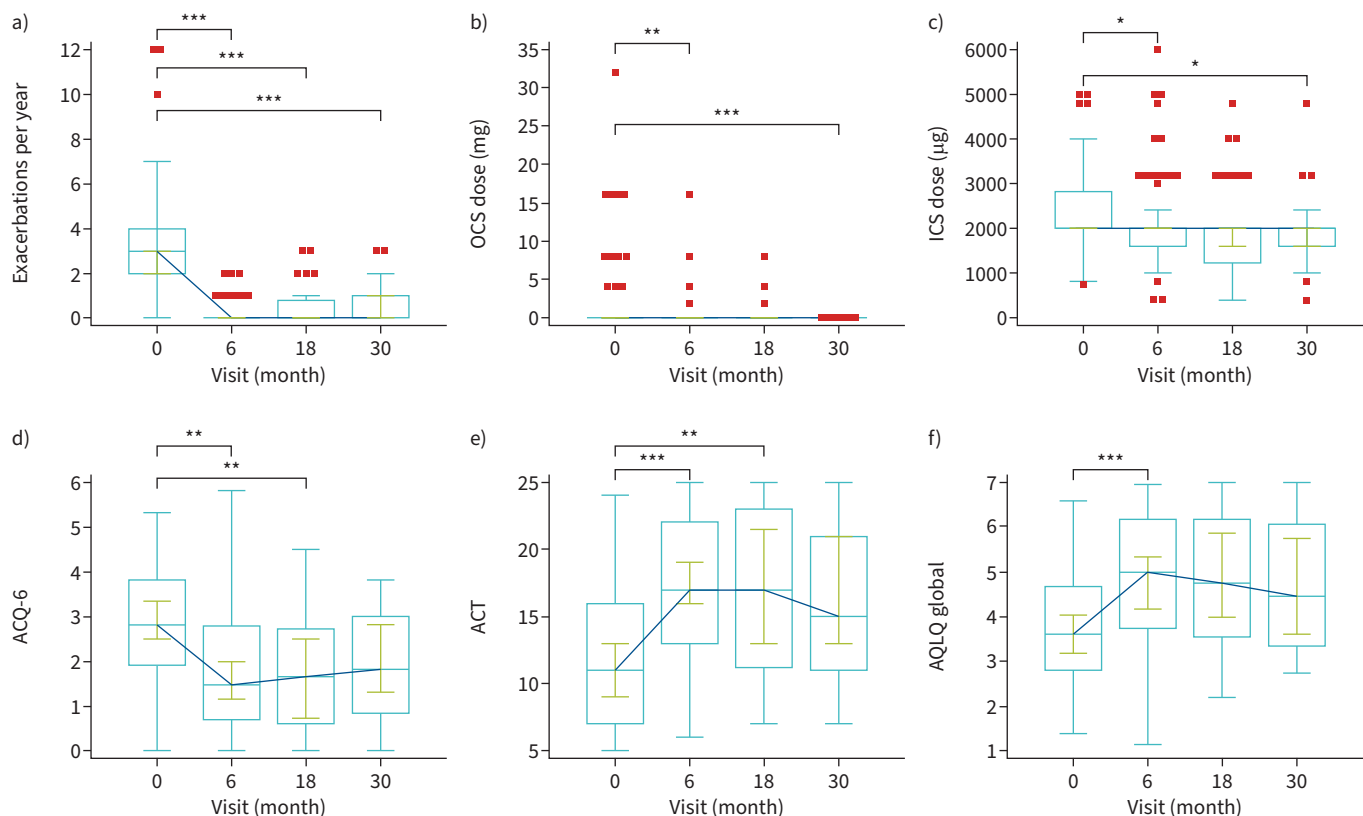 a)
***
***
***
Exacerbations per year
12
10
8
6
4
2
0
0 6 18 30
Visit (month)
b)
**
***
OCS dose (mg)
35
30
25
20
15
10
5
0
0 6 18 30
Visit (month)
c)
*
*
ICS dose (µg)
6000
5000
4000
3000
2000
1000
0
0 6 18 30
Visit (month)
d)
**
**
ACQ-6
6
5
4
3
2
1
0
0 6 18 30
Visit (month)
e)
**
***
ACT
25
20
15
10
5
0 6 18 30
Visit (month)
f)
***
AQLQ global
7
6
5
4
3
2
1
0 6 18 30
Visit (month)